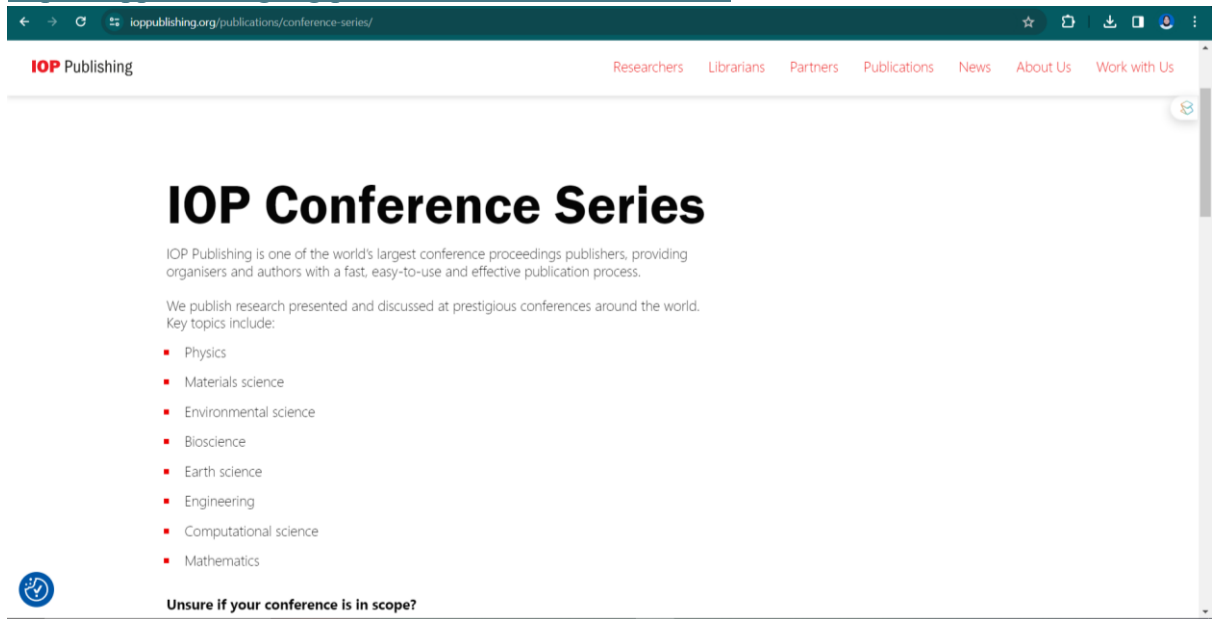 ioppublishing.org/publications/conference-series/
IOP Publishing
Researchers Librarians Partners Publications News About Us Work with Us
IOP Conference Series
IOP Publishing is one of the world's largest conference proceedings publishers, providing
organisers and authors with a fast, easy-to-use and effective publication process.
We publish research presented and discussed at prestigious conferences around the world.
Key topics include:
Physics
Materials science
Environmental science
Bioscience
Earth science
Engineering
Computational science
Mathematics
Unsure if your conference is in scope?